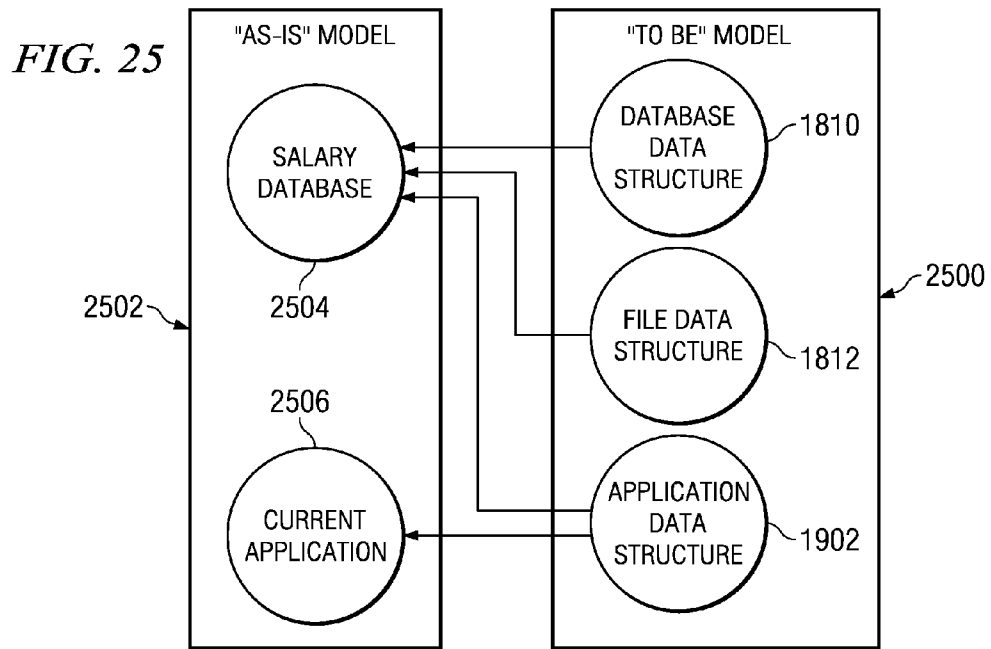 FIG. 25
"AS-IS" MODEL
SALARY
DATABASE
2504
2502
2506
CURRENT
APPLICATION
"TO BE" MODEL
DATABASE
DATA
STRUCTURE
1810
FILE DATA
STRUCTURE
1812
2500
APPLICATION
DATA
STRUCTURE
1902